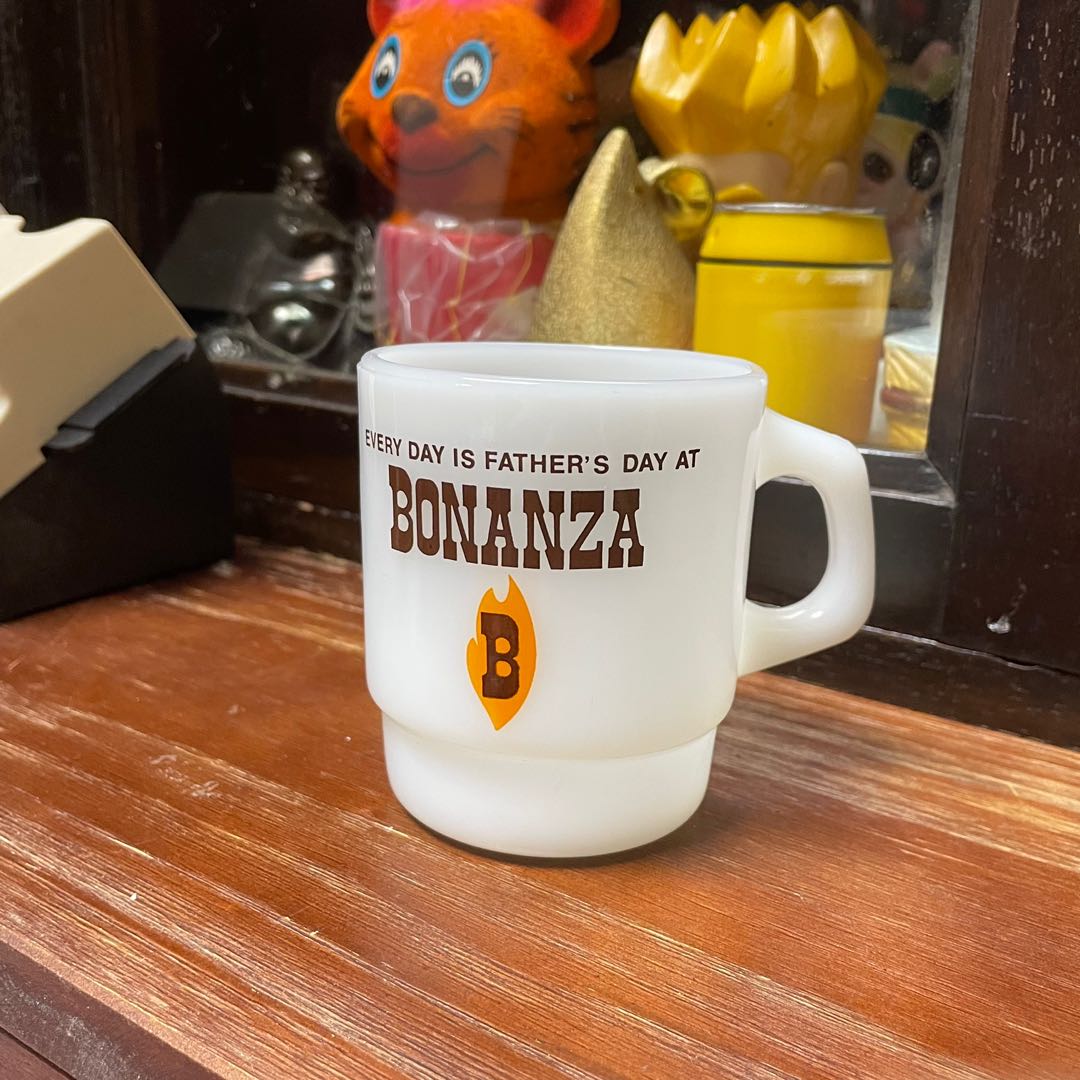 EVERY DAY IS FATHER'S DAY AT
BONANZA
B